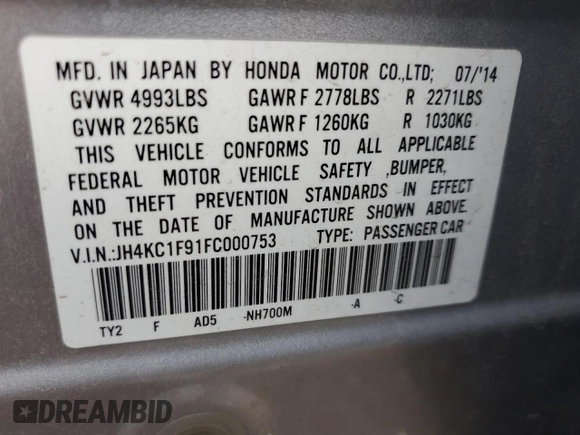 MFD. IN JAPAN BY HONDA MOTOR CO.,LTD; 07/'14
GVWR 4993LBS GAWR F 2778LBS R 2271LBS
GVWR 2265KG GAWR F 1260KG R 1030KG
THIS VEHICLE CONFORMS TO ALL APPLICABLE
FEDERAL MOTOR VEHICLE SAFETY ,BUMPER,
AND THEFT PREVENTION STANDARDS IN EFFECT
ON THE DATE OF MANUFACTURE SHOWN ABOVE.
V.I.N.:JH4KC1F91FC000753 TYPE: PASSENGER CAR
TY2 F AD5 -NH700M -A -C
DREAMBID